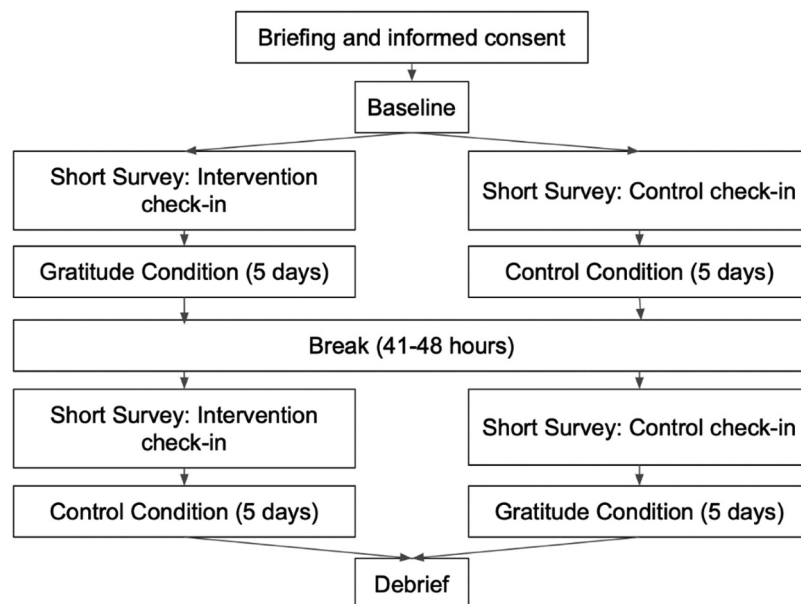 Briefing and informed consent
Baseline
Short Survey: Intervention
check-in
Short Survey: Control check-in
Gratitude Condition (5 days)
Control Condition (5 days)
Break (41-48 hours)
Short Survey: Intervention
check-in
Short Survey: Control check-in
Control Condition (5 days)
Gratitude Condition (5 days)
Debrief